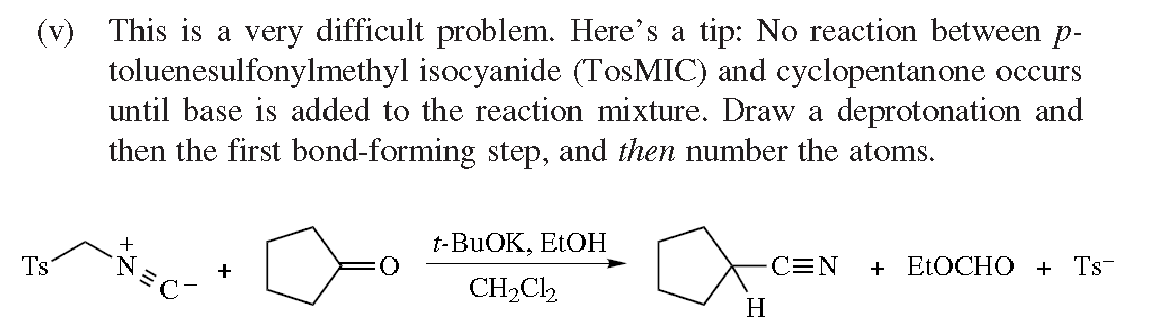 (v) This is a very difficult problem. Here's a tip: No reaction between p-
toluenesulfonylmethyl isocyanide (TosMIC) and cyclopentanone occurs
until base is added to the reaction mixture. Draw a deprotonation and
then the first bond-forming step, and then number the atoms.
Ts + N ≡ C − + O t-BuOK, EtOH C≡N + EtOCHO + Ts−
CH₂Cl₂
H